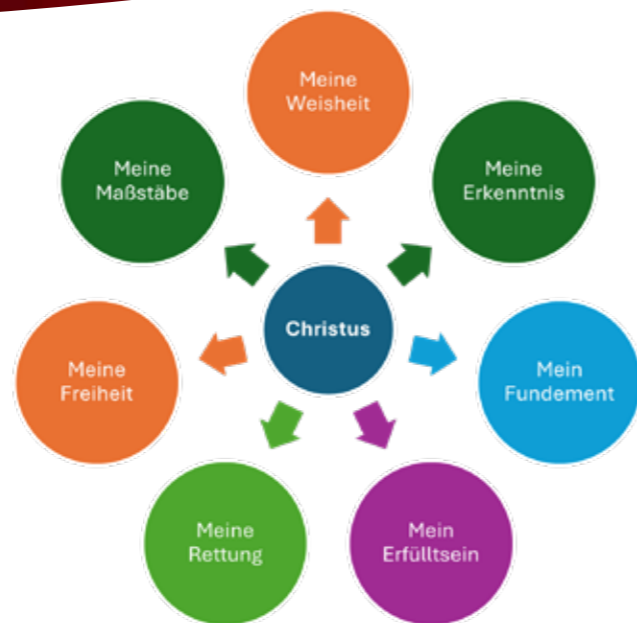 Meine
Weisheit
Meine
Maßstäbe
Meine
Erkenntnis
Christus
Meine
Freiheit
Mein
Fundement
Meine
Rettung
Mein
Erfülltsein